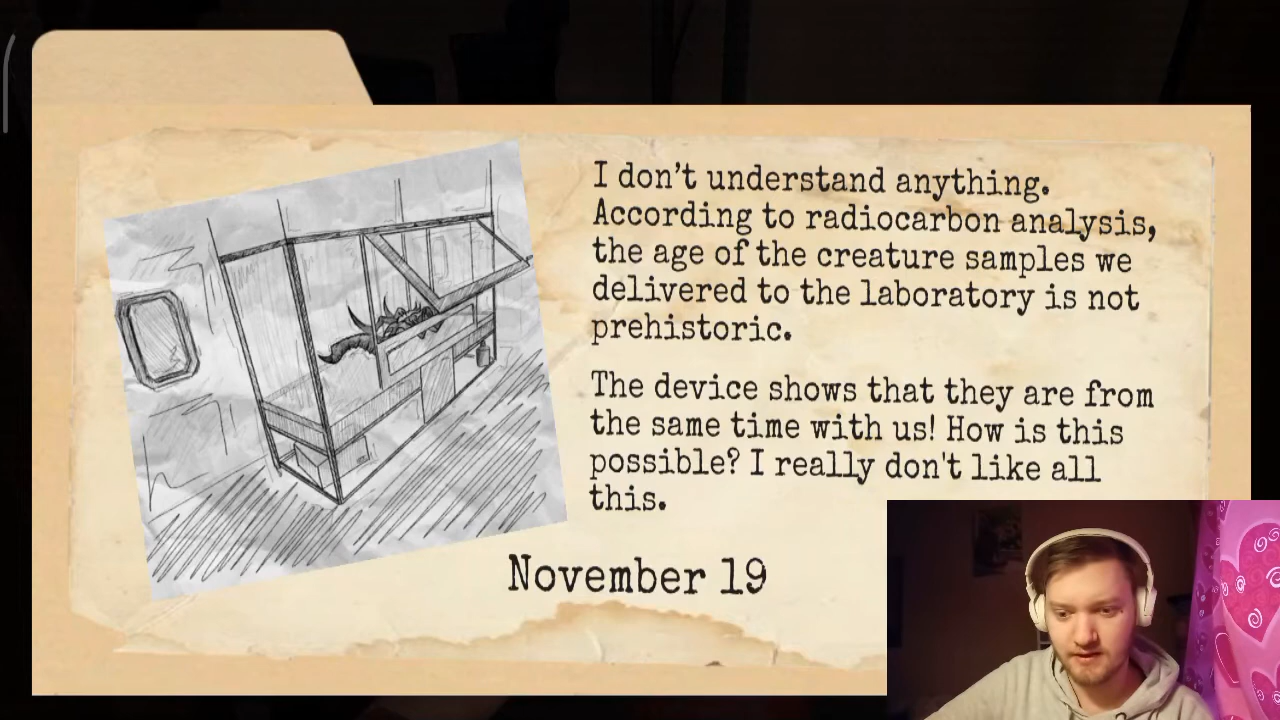 I don’t understand anything.
According to radiocarbon analysis,
the age of the creature samples we
delivered to the laboratory is not
prehistoric.
The device shows that they are from
the same time with us! How is this
possible? I really don't like all
this.
November 19